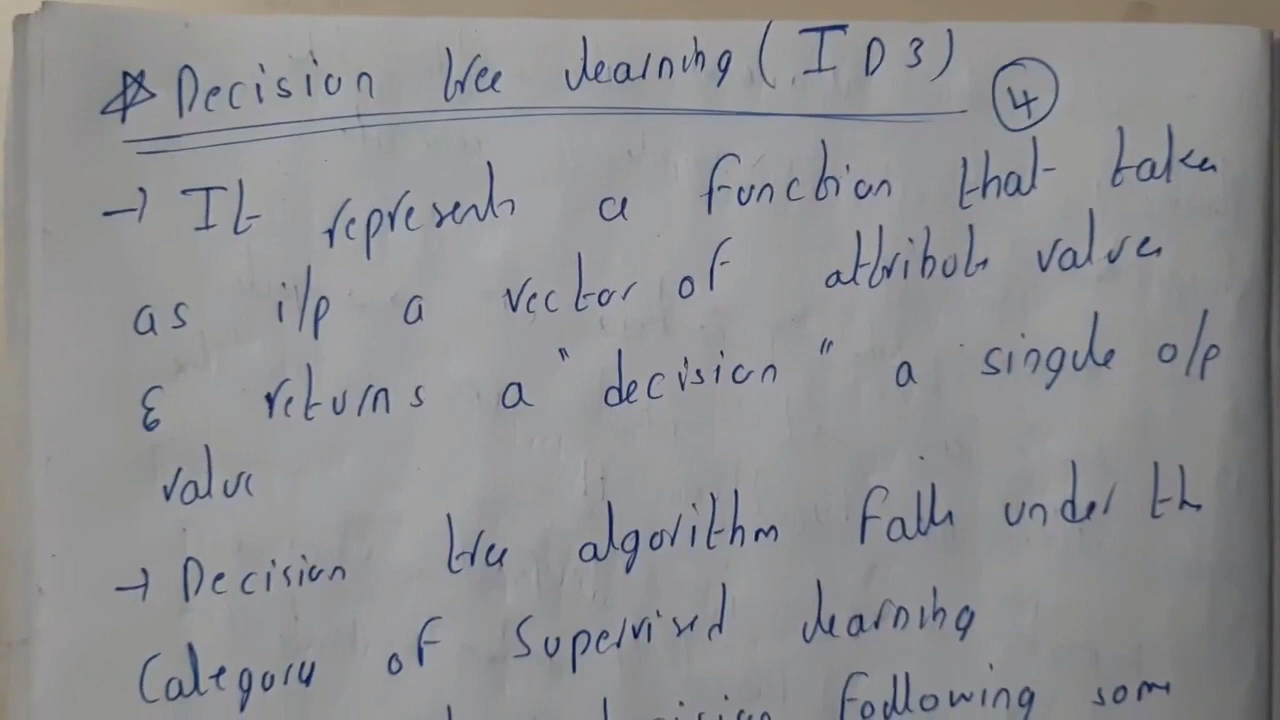 ☆ Decision tree learning (ID3) ④
→ It represents a function that takes
as i/p a vector of attribute values
& returns a "decision" a single o/p
value
→ Decision tree algorithm falls under the
Category of Supervised learning
decision following some